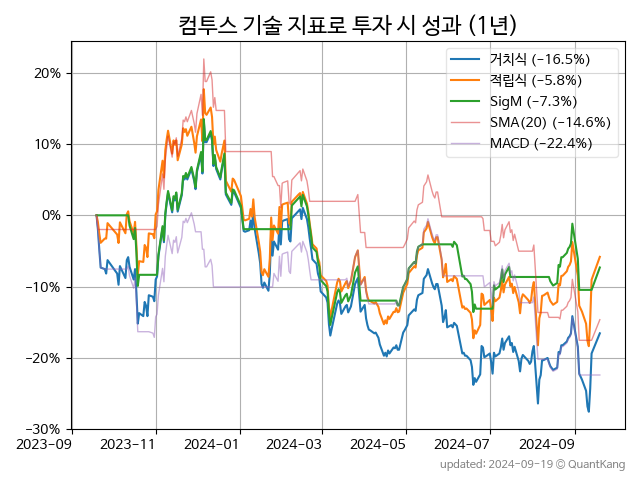 컴투스 기술 지표로 투자 시 성과 (1년)
거치식 (−16.5%)
적립식 (−5.8%)
SigM (−7.3%)
SMA(20) (−14.6%)
MACD (−22.4%)
20%
10%
0%
−10%
−20%
−30%
2023-09 2023-11 2024-01 2024-03 2024-05 2024-07 2024-09
updated: 2024-09-19 © QuantKang